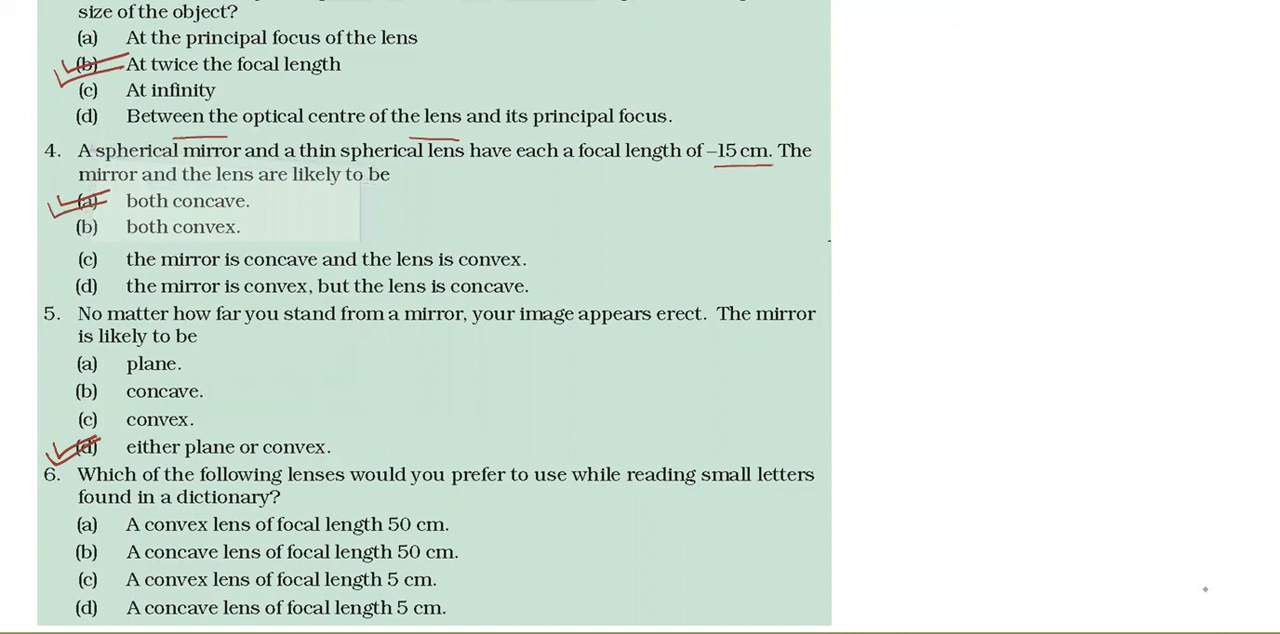 size of the object?
(a) At the principal focus of the lens
(b) At twice the focal length
(c) At infinity
(d) Between the optical centre of the lens and its principal focus.
4. A spherical mirror and a thin spherical lens have each a focal length of –15 cm. The
mirror and the lens are likely to be
(a) both concave.
(b) both convex.
(c) the mirror is concave and the lens is convex.
(d) the mirror is convex, but the lens is concave.
5. No matter how far you stand from a mirror, your image appears erect. The mirror
is likely to be
(a) plane.
(b) concave.
(c) convex.
(d) either plane or convex.
6. Which of the following lenses would you prefer to use while reading small letters
found in a dictionary?
(a) A convex lens of focal length 50 cm.
(b) A concave lens of focal length 50 cm.
(c) A convex lens of focal length 5 cm.
(d) A concave lens of focal length 5 cm.